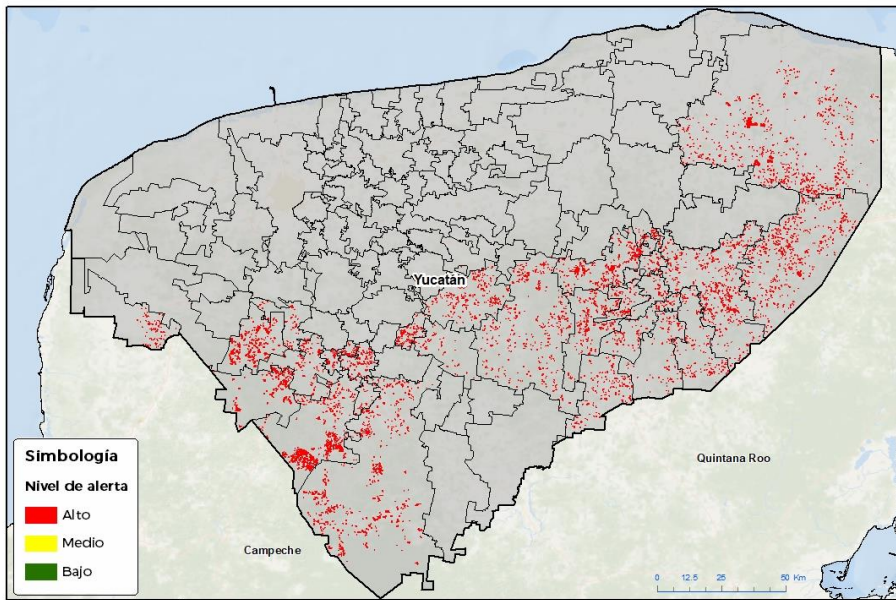 Yucatán
Quintana Roo
Campeche
Simbología
Nivel de alerta
Alto
Medio
Bajo
0 12.5 25 50 Km